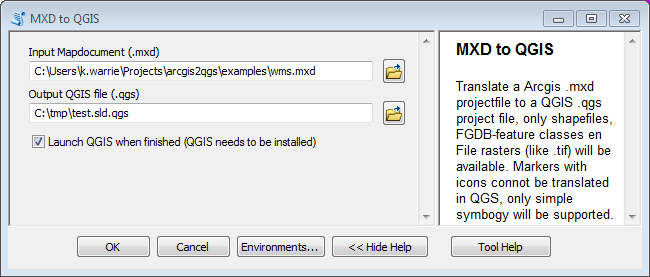 MXD to QGIS
Input Mapdocument (.mxd)
C:\Users\k.warrie\Projects\arcgis2qgs\examples\wms.mxd
Output QGIS file (.qgs)
C:\tmp\test.sld.qgs
Launch QGIS when finished (QGIS needs to be installed)
MXD to QGIS
Translate a Arcgis .mxd
projectfile to a QGIS .qgs
project file, only shapefiles,
FGDB-feature classes en
File rasters (like .tif) will be
available. Markers with
icons connot be translated
in QGS, only simple
symbogy will be supported.
OK
Cancel
Environments...
<< Hide Help
Tool Help